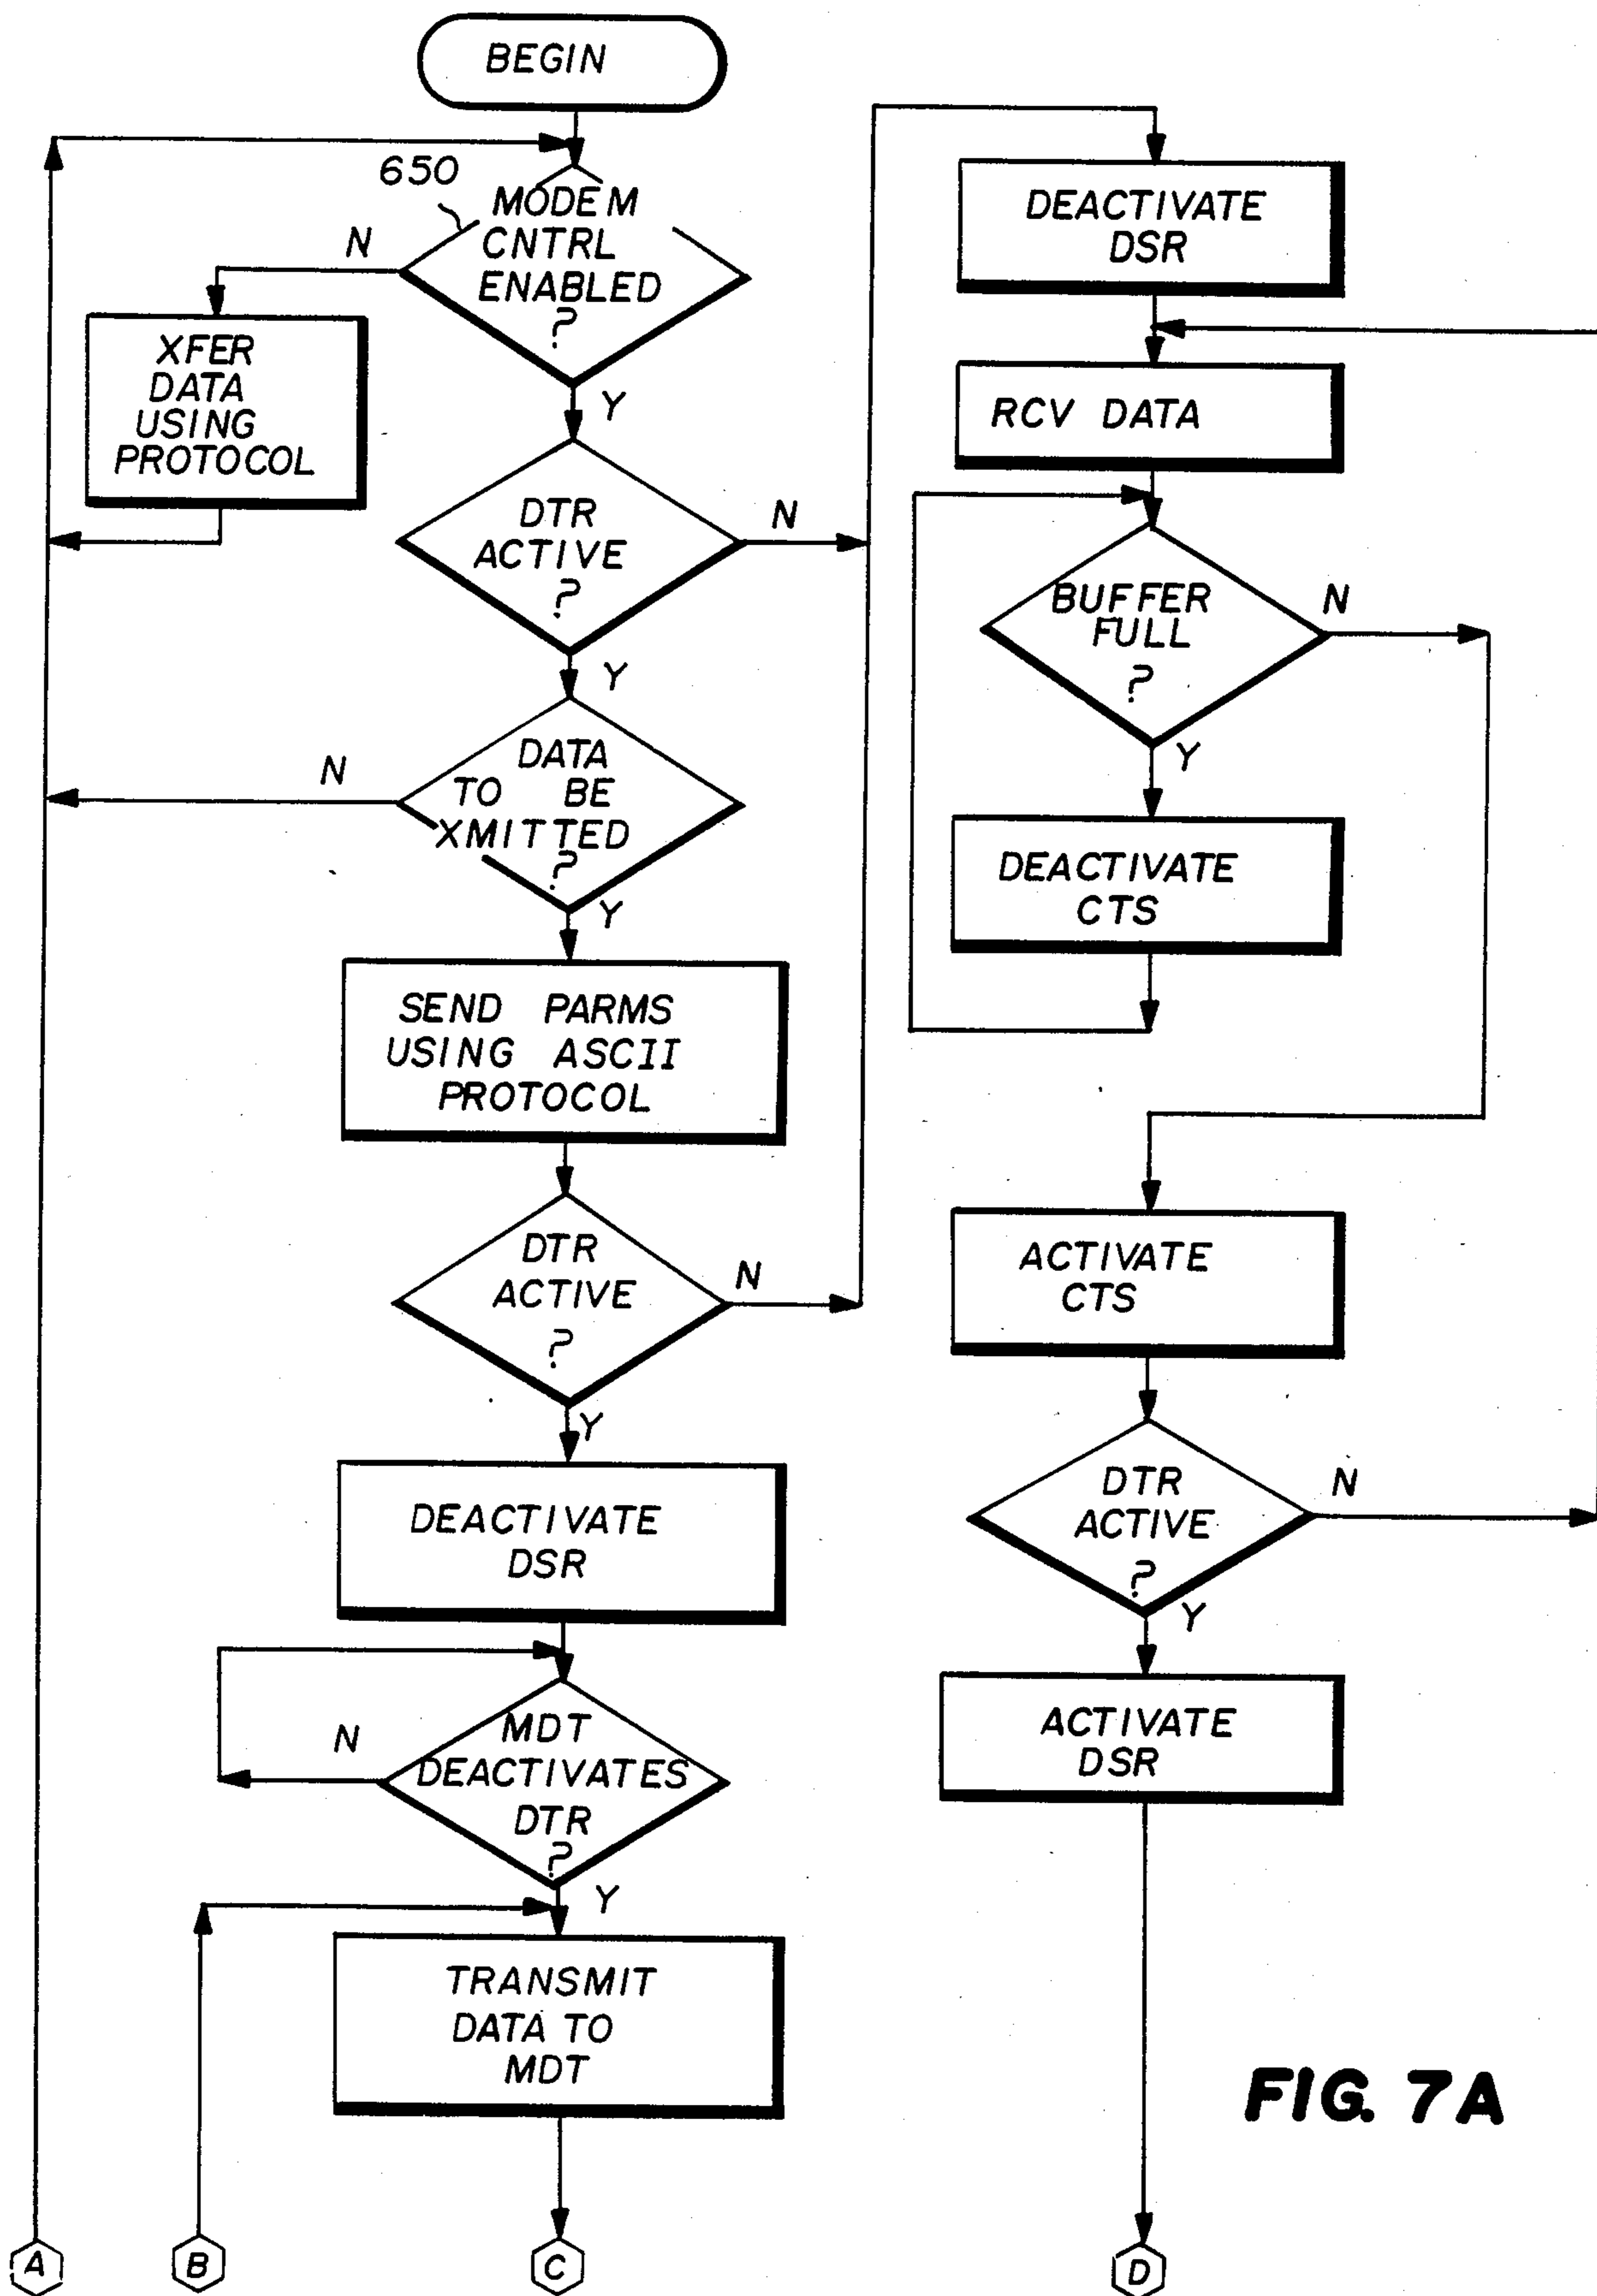 BEGIN
650
MODEM
CNTRL
ENABLED
?
N
Y
XFER
DATA
USING
PROTOCOL
DTR
ACTIVE
?
N
Y
DATA
TO BE
XMITTED
?
N
Y
SEND PARMS
USING ASCII
PROTOCOL
DTR
ACTIVE
?
N
Y
DEACTIVATE
DSR
MDT
DEACTIVATES
DTR
?
N
Y
TRANSMIT
DATA TO
MDT
A
B
C
DEACTIVATE
DSR
RCV DATA
BUFFER
FULL
?
N
Y
DEACTIVATE
CTS
ACTIVATE
CTS
DTR
ACTIVE
?
N
Y
ACTIVATE
DSR
D
FIG. 7A